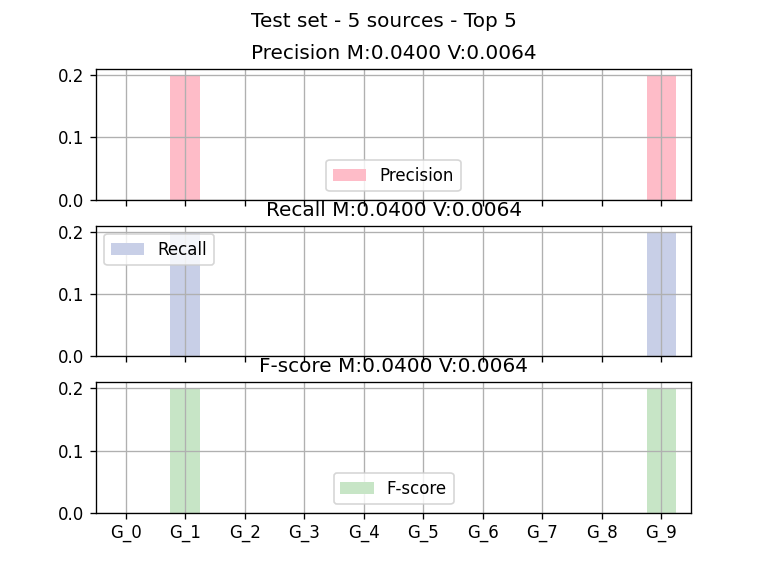 Test set - 5 sources - Top 5
Precision M:0.0400 V:0.0064
0.2
0.1
0.0
Precision
Recall M:0.0400 V:0.0064
0.2
0.1
0.0
Recall
F-score M:0.0400 V:0.0064
0.2
0.1
0.0
F-score
G_0 G_1 G_2 G_3 G_4 G_5 G_6 G_7 G_8 G_9